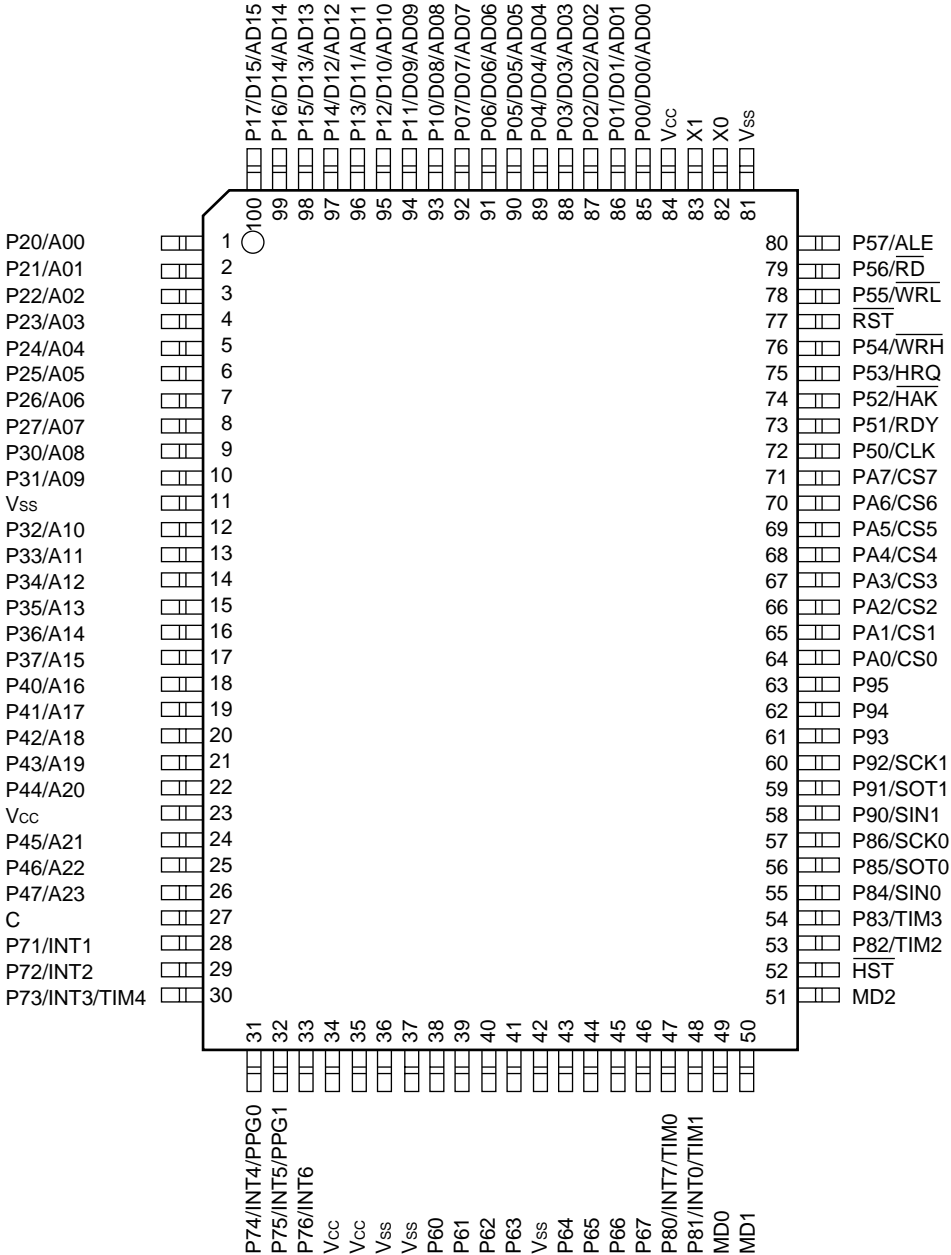 P17/D15/AD15
P16/D14/AD14
P15/D13/AD13
P14/D12/AD12
P13/D11/AD11
P12/D10/AD10
P11/D09/AD09
P10/D08/AD08
P07/D07/AD07
P06/D06/AD06
P05/D05/AD05
P04/D04/AD04
P03/D03/AD03
P02/D02/AD02
P01/D01/AD01
P00/D00/AD00
Vcc
X1
X0
Vss
100
99
98
97
96
95
94
93
92
91
90
89
88
87
86
85
84
83
82
81
P20/A00 1
P21/A01 2
P22/A02 3
P23/A03 4
P24/A04 5
P25/A05 6
P26/A06 7
P27/A07 8
P30/A08 9
P31/A09 10
Vss 11
P32/A10 12
P33/A11 13
P34/A12 14
P35/A13 15
P36/A14 16
P37/A15 17
P40/A16 18
P41/A17 19
P42/A18 20
P43/A19 21
P44/A20 22
Vcc 23
P45/A21 24
P46/A22 25
P47/A23 26
C 27
P71/INT1 28
P72/INT2 29
P73/INT3/TIM4 30
80 P57/ALE
79 P56/RD
78 P55/WRL
77 RST
76 P54/WRH
75 P53/HRQ
74 P52/HAK
73 P51/RDY
72 P50/CLK
71 PA7/CS7
70 PA6/CS6
69 PA5/CS5
68 PA4/CS4
67 PA3/CS3
66 PA2/CS2
65 PA1/CS1
64 PA0/CS0
63 P95
62 P94
61 P93
60 P92/SCK1
59 P91/SOT1
58 P90/SIN1
57 P86/SCK0
56 P85/SOT0
55 P84/SIN0
54 P83/TIM3
53 P82/TIM2
52 HST
51 MD2
31
32
33
34
35
36
37
38
39
40
41
42
43
44
45
46
47
48
49
50
P74/INT4/PPG0
P75/INT5/PPG1
P76/INT6
Vcc
Vcc
Vss
Vss
P60
P61
P62
P63
Vss
P64
P65
P66
P67
P80/INT7/TIM0
P81/INT0/TIM1
MD0
MD1